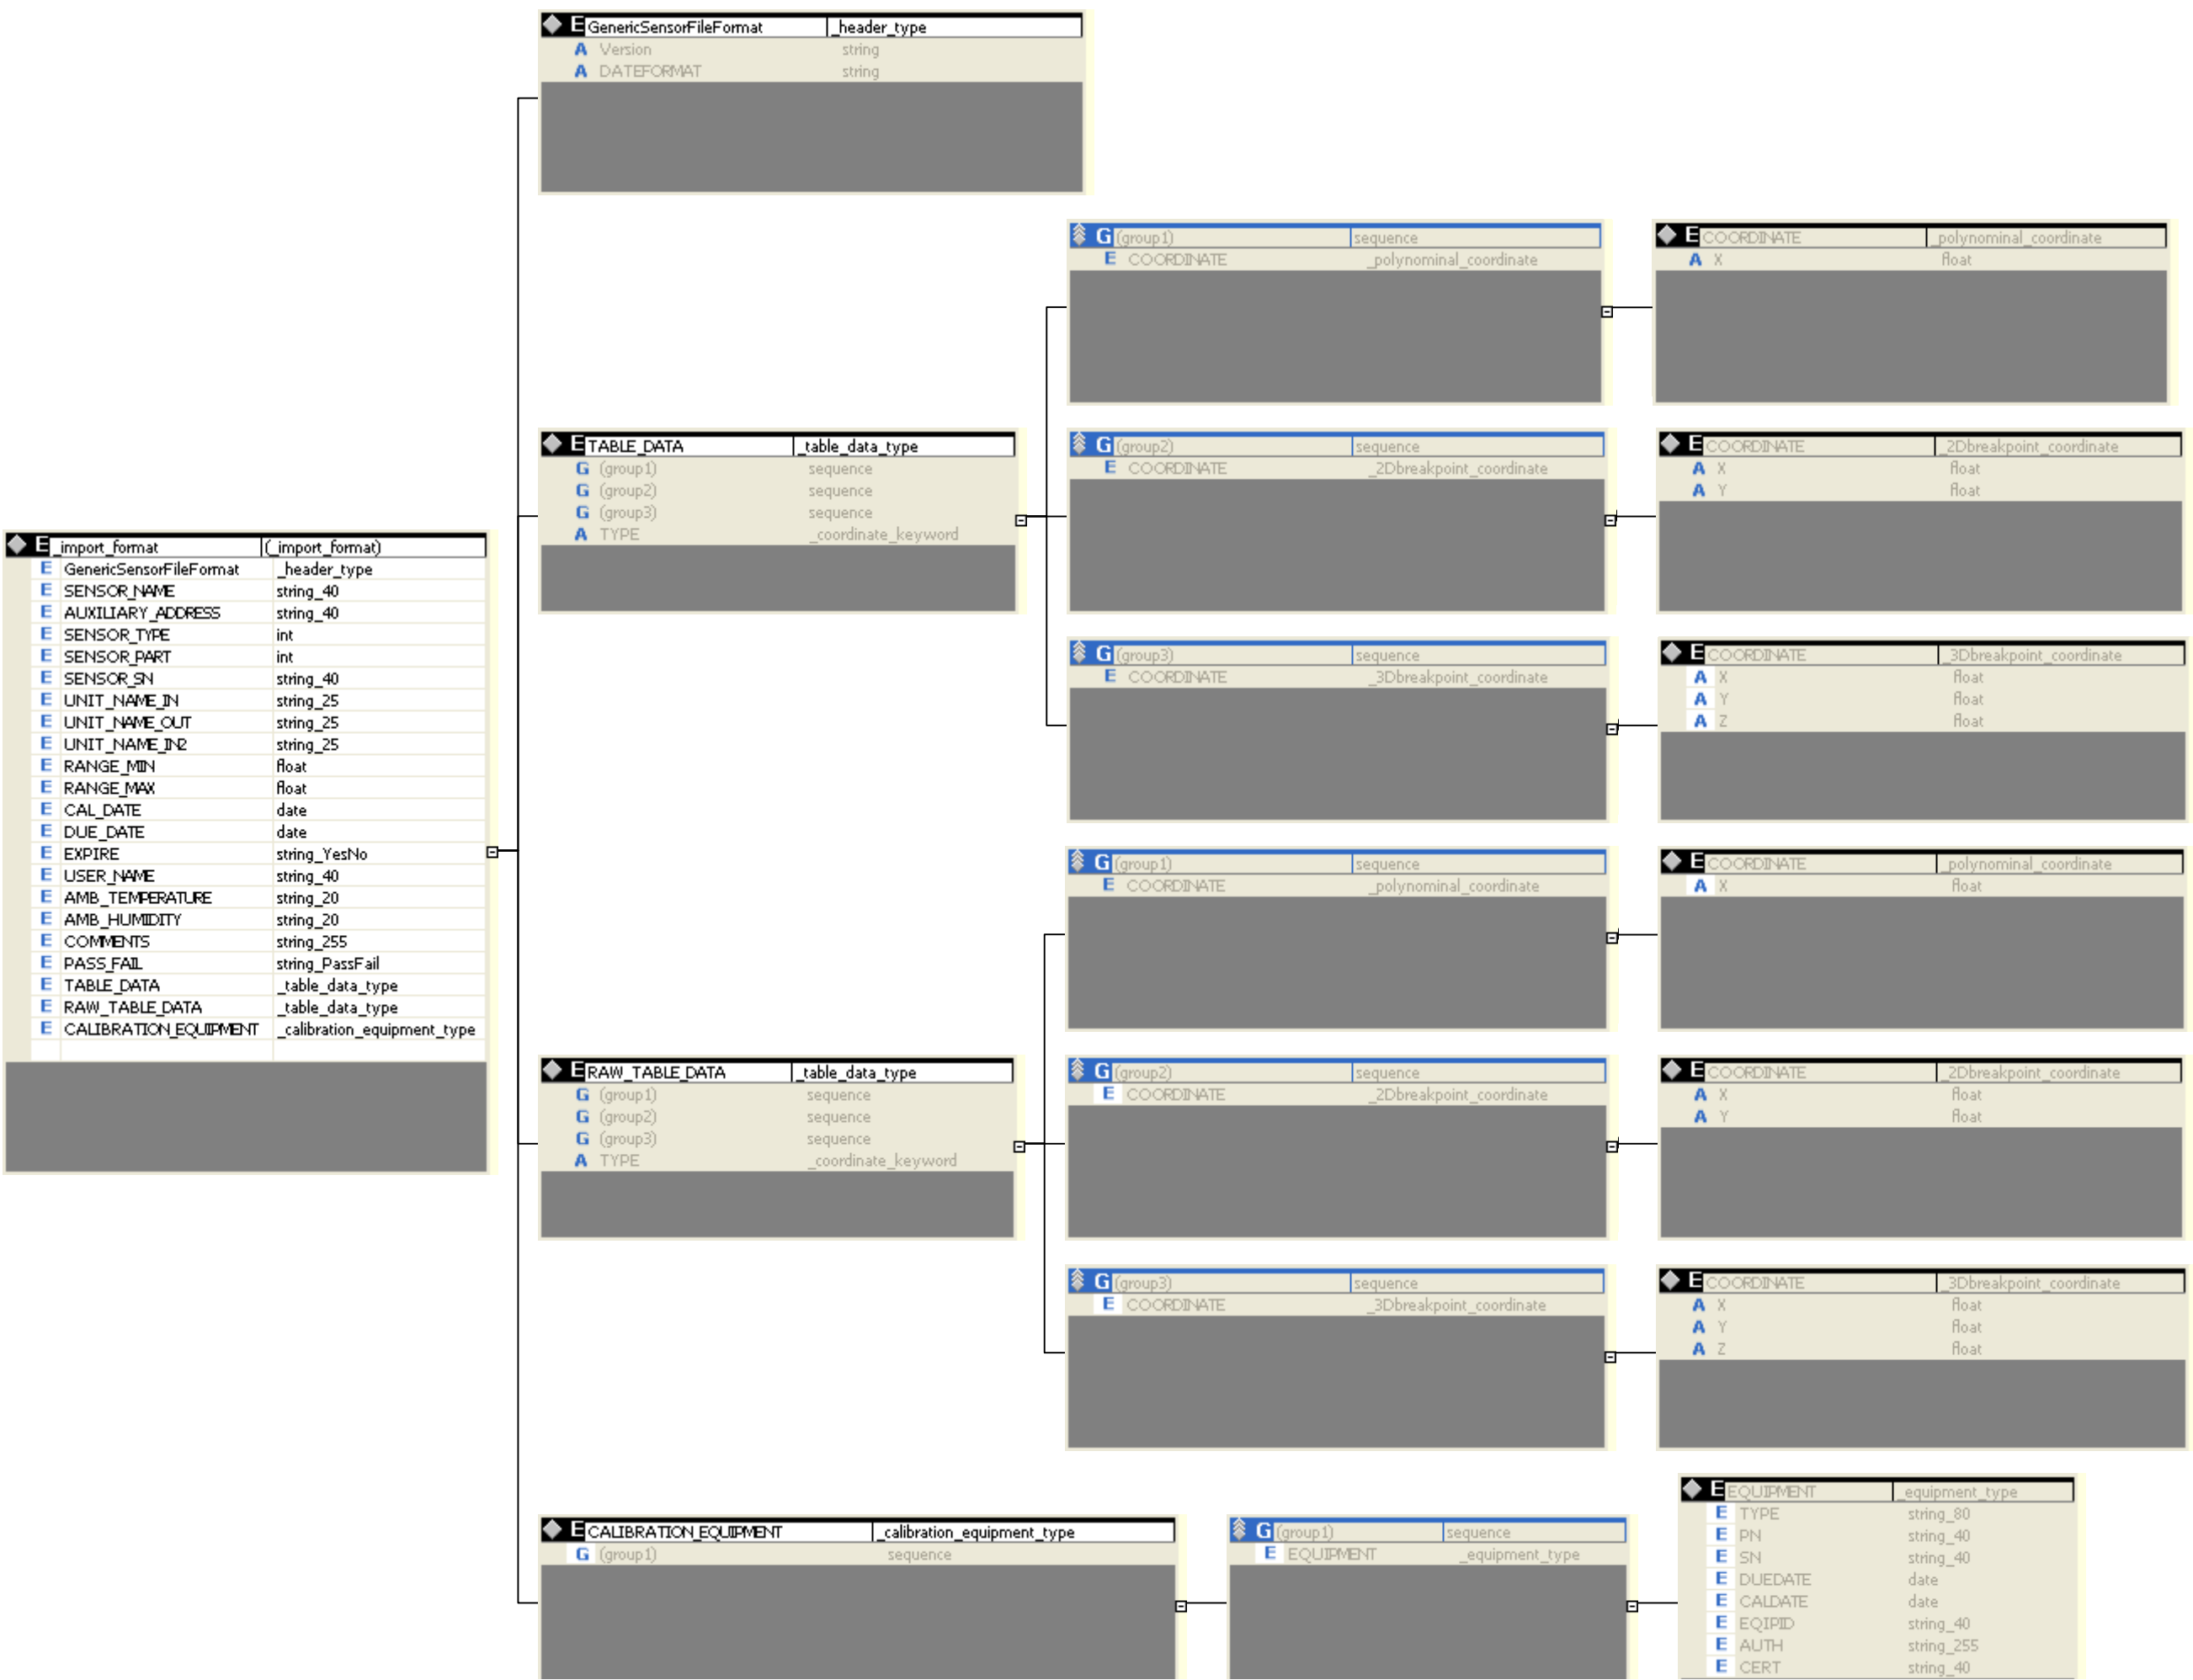 E GenericSensorFileFormat _header_type
A Version string
A DATEFORMAT string
G (group1) sequence
E COORDINATE _polynominal_coordinate
E COORDINATE _polynominal_coordinate
A X float
E TABLE_DATA _table_data_type
G (group1) sequence
G (group2) sequence
G (group3) sequence
A TYPE _coordinate_keyword
G (group2) sequence
E COORDINATE _2Dbreakpoint_coordinate
E COORDINATE _2Dbreakpoint_coordinate
A X float
A Y float
E _import_format (_import_format)
E GenericSensorFileFormat _header_type
E SENSOR_NAME string_40
E AUXILIARY_ADDRESS string_40
E SENSOR_TYPE int
E SENSOR_PART int
E SENSOR_SN string_40
E UNIT_NAME_IN string_25
E UNIT_NAME_OUT string_25
E UNIT_NAME_IN2 string_25
E RANGE_MIN float
E RANGE_MAX float
E CAL_DATE date
E DUE_DATE date
E EXPIRE string_YesNo
E USER_NAME string_40
E AMB_TEMPERATURE string_20
E AMB_HUMIDITY string_20
E COMMENTS string_255
E PASS_FAIL string_PassFail
E TABLE_DATA _table_data_type
E RAW_TABLE_DATA _table_data_type
E CALIBRATION_EQUIPMENT _calibration_equipment_type
G (group3) sequence
E COORDINATE _3Dbreakpoint_coordinate
E COORDINATE _3Dbreakpoint_coordinate
A X float
A Y float
A Z float
G (group1) sequence
E COORDINATE _polynominal_coordinate
E COORDINATE _polynominal_coordinate
A X float
E RAW_TABLE_DATA _table_data_type
G (group1) sequence
G (group2) sequence
G (group3) sequence
A TYPE _coordinate_keyword
G (group2) sequence
E COORDINATE _2Dbreakpoint_coordinate
E COORDINATE _2Dbreakpoint_coordinate
A X float
A Y float
G (group3) sequence
E COORDINATE _3Dbreakpoint_coordinate
E COORDINATE _3Dbreakpoint_coordinate
A X float
A Y float
A Z float
E CALIBRATION_EQUIPMENT _calibration_equipment_type
G (group1) sequence
G (group1) sequence
E EQUIPMENT _equipment_type
E EQUIPMENT _equipment_type
E TYPE string_80
E PN string_40
E SN string_40
E DUEDATE date
E CALDATE date
E EQIPID string_40
E AUTH string_255
E CERT string_40